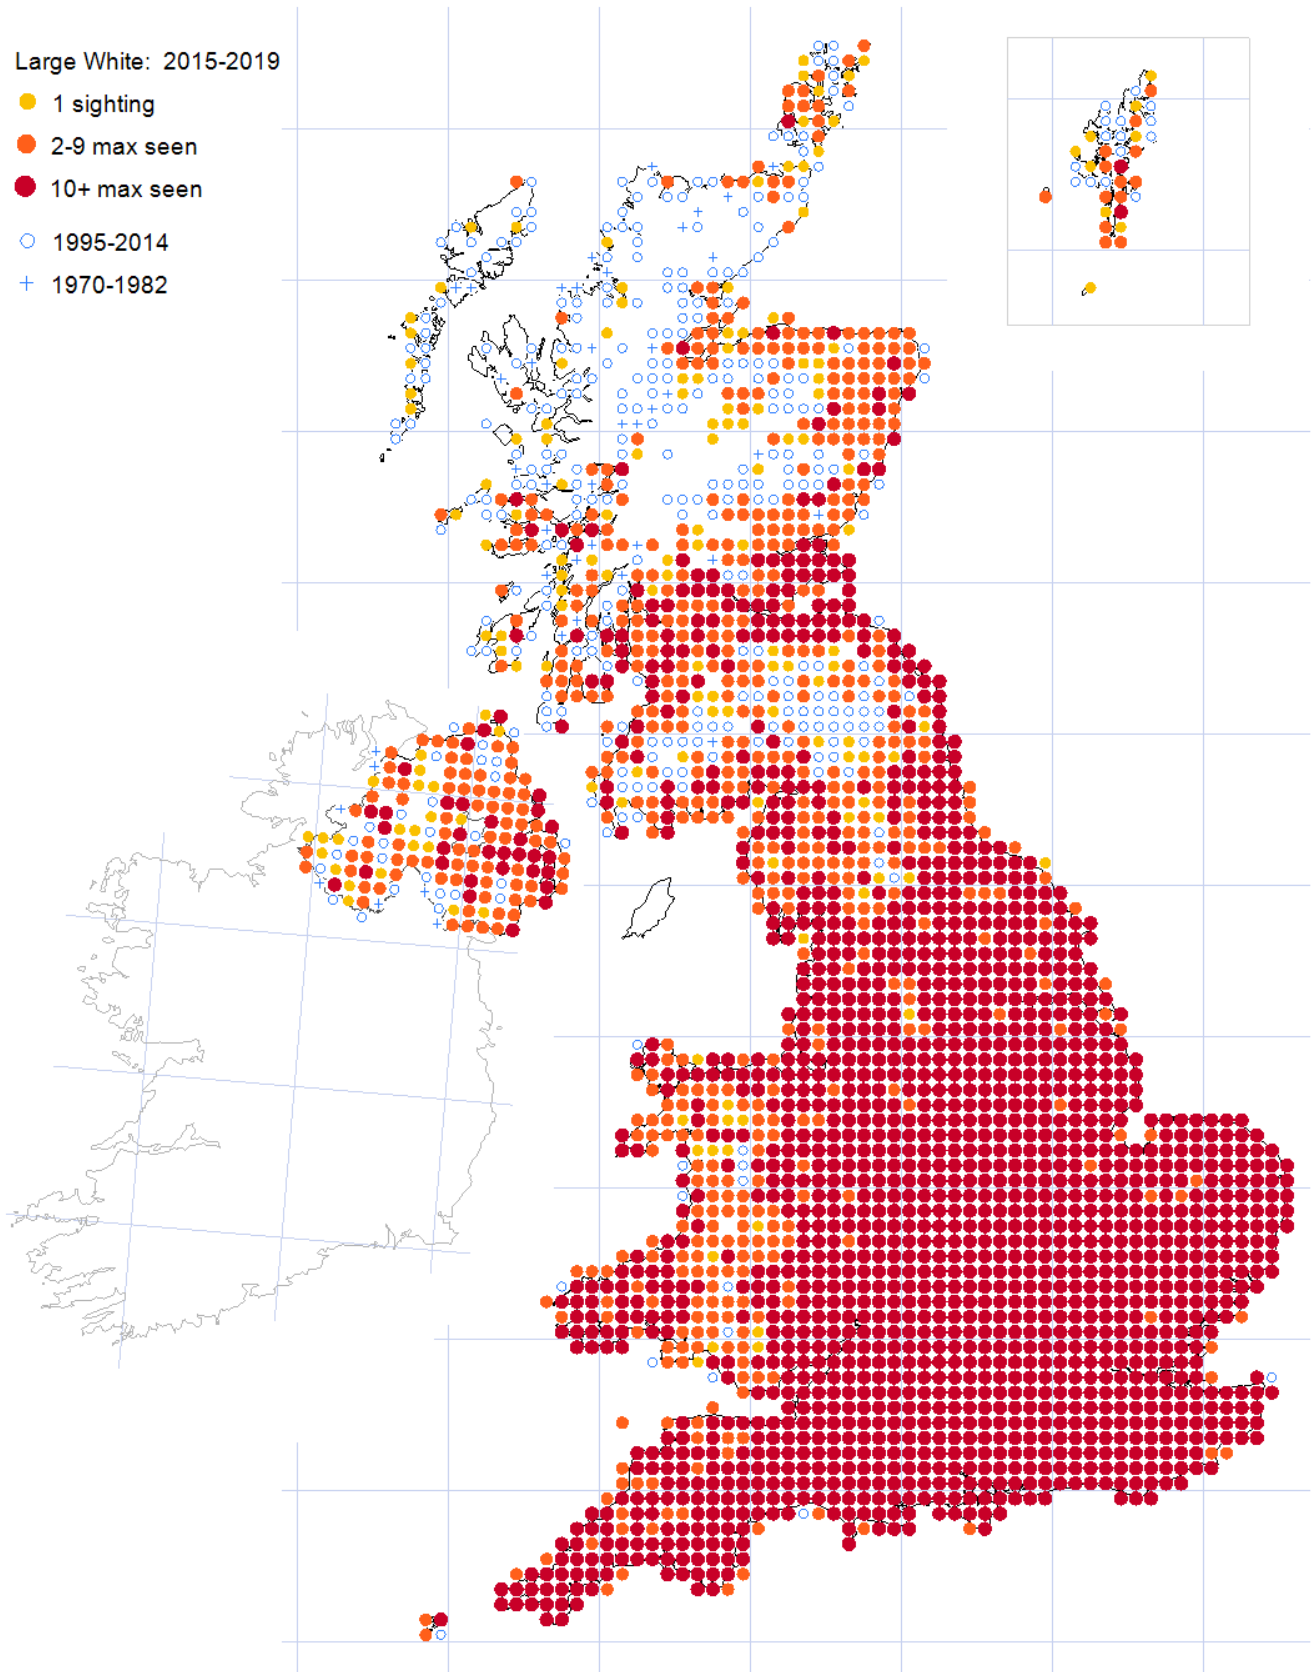 Large White: 2015-2019
1 sighting
2-9 max seen
10+ max seen
1995-2014
1970-1982